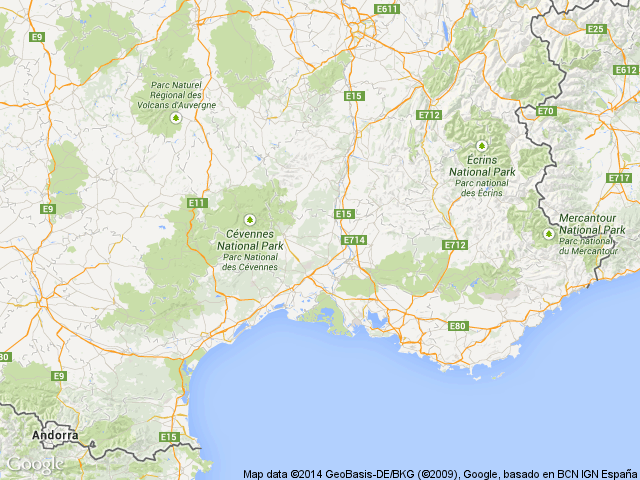 E611
E9
E25
E612
Parc Naturel
Régional des
Volcans d'Auvergne
E15
E712
E70
Écrins
National Park
Parc national
des Écrins
E717
E9
E11
E15
Cévennes
National Park
Parc National
des Cévennes
Mercantour
National Park
Parc national
du Mercantour
E714
E712
E80
80
E9
Andorra
E15
Google
Map data ©2014 GeoBasis-DE/BKG (©2009), Google, basado en BCN IGN España